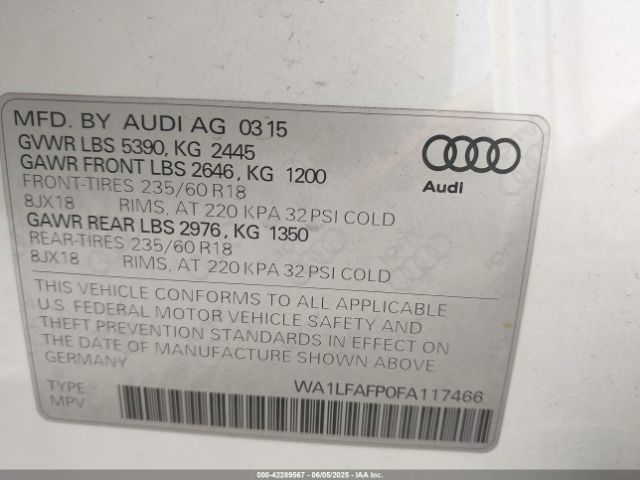 MFD. BY AUDI AG 0315
GVWR LBS 5390, KG 2445
GAWR FRONT LBS 2646, KG 1200
FRONT-TIRES 235/60 R18
8JX18 RIMS, AT 220 KPA 32 PSI COLD
GAWR REAR LBS 2976, KG 1350
REAR-TIRES 235/60 R18
8JX18 RIMS, AT 220 KPA 32 PSI COLD
Audi
THIS VEHICLE CONFORMS TO ALL APPLICABLE
U.S. FEDERAL MOTOR VEHICLE SAFETY AND
THEFT PREVENTION STANDARDS IN EFFECT ON
THE DATE OF MANUFACTURE SHOWN ABOVE.
GERMANY
TYPE WA1LFAFP0FA117466
MPV
000-42289567 - 06/05/2025 - IAA Inc.